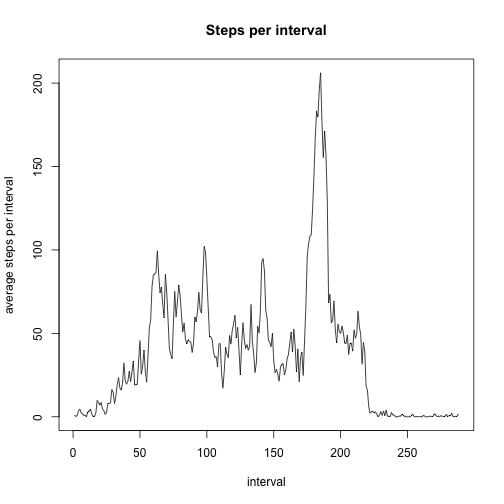 Steps per interval
average steps per interval
200
150
100
50
0
0 50 100 150 200 250
interval